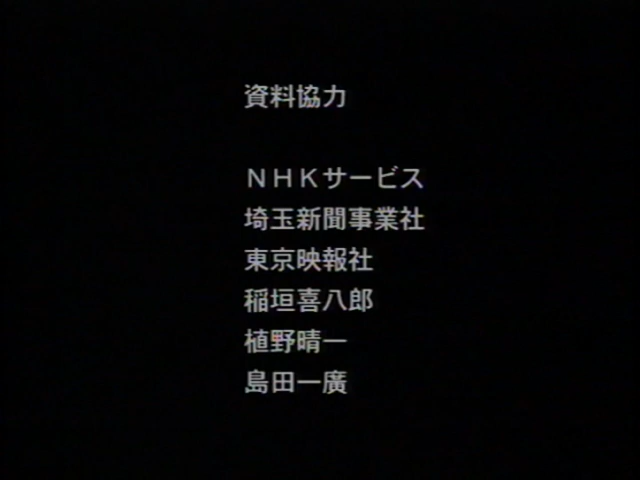 資料協力
NHKサービス
埼玉新聞事業社
東京映報社
稲垣喜八郎
植野晴一
島田一廣